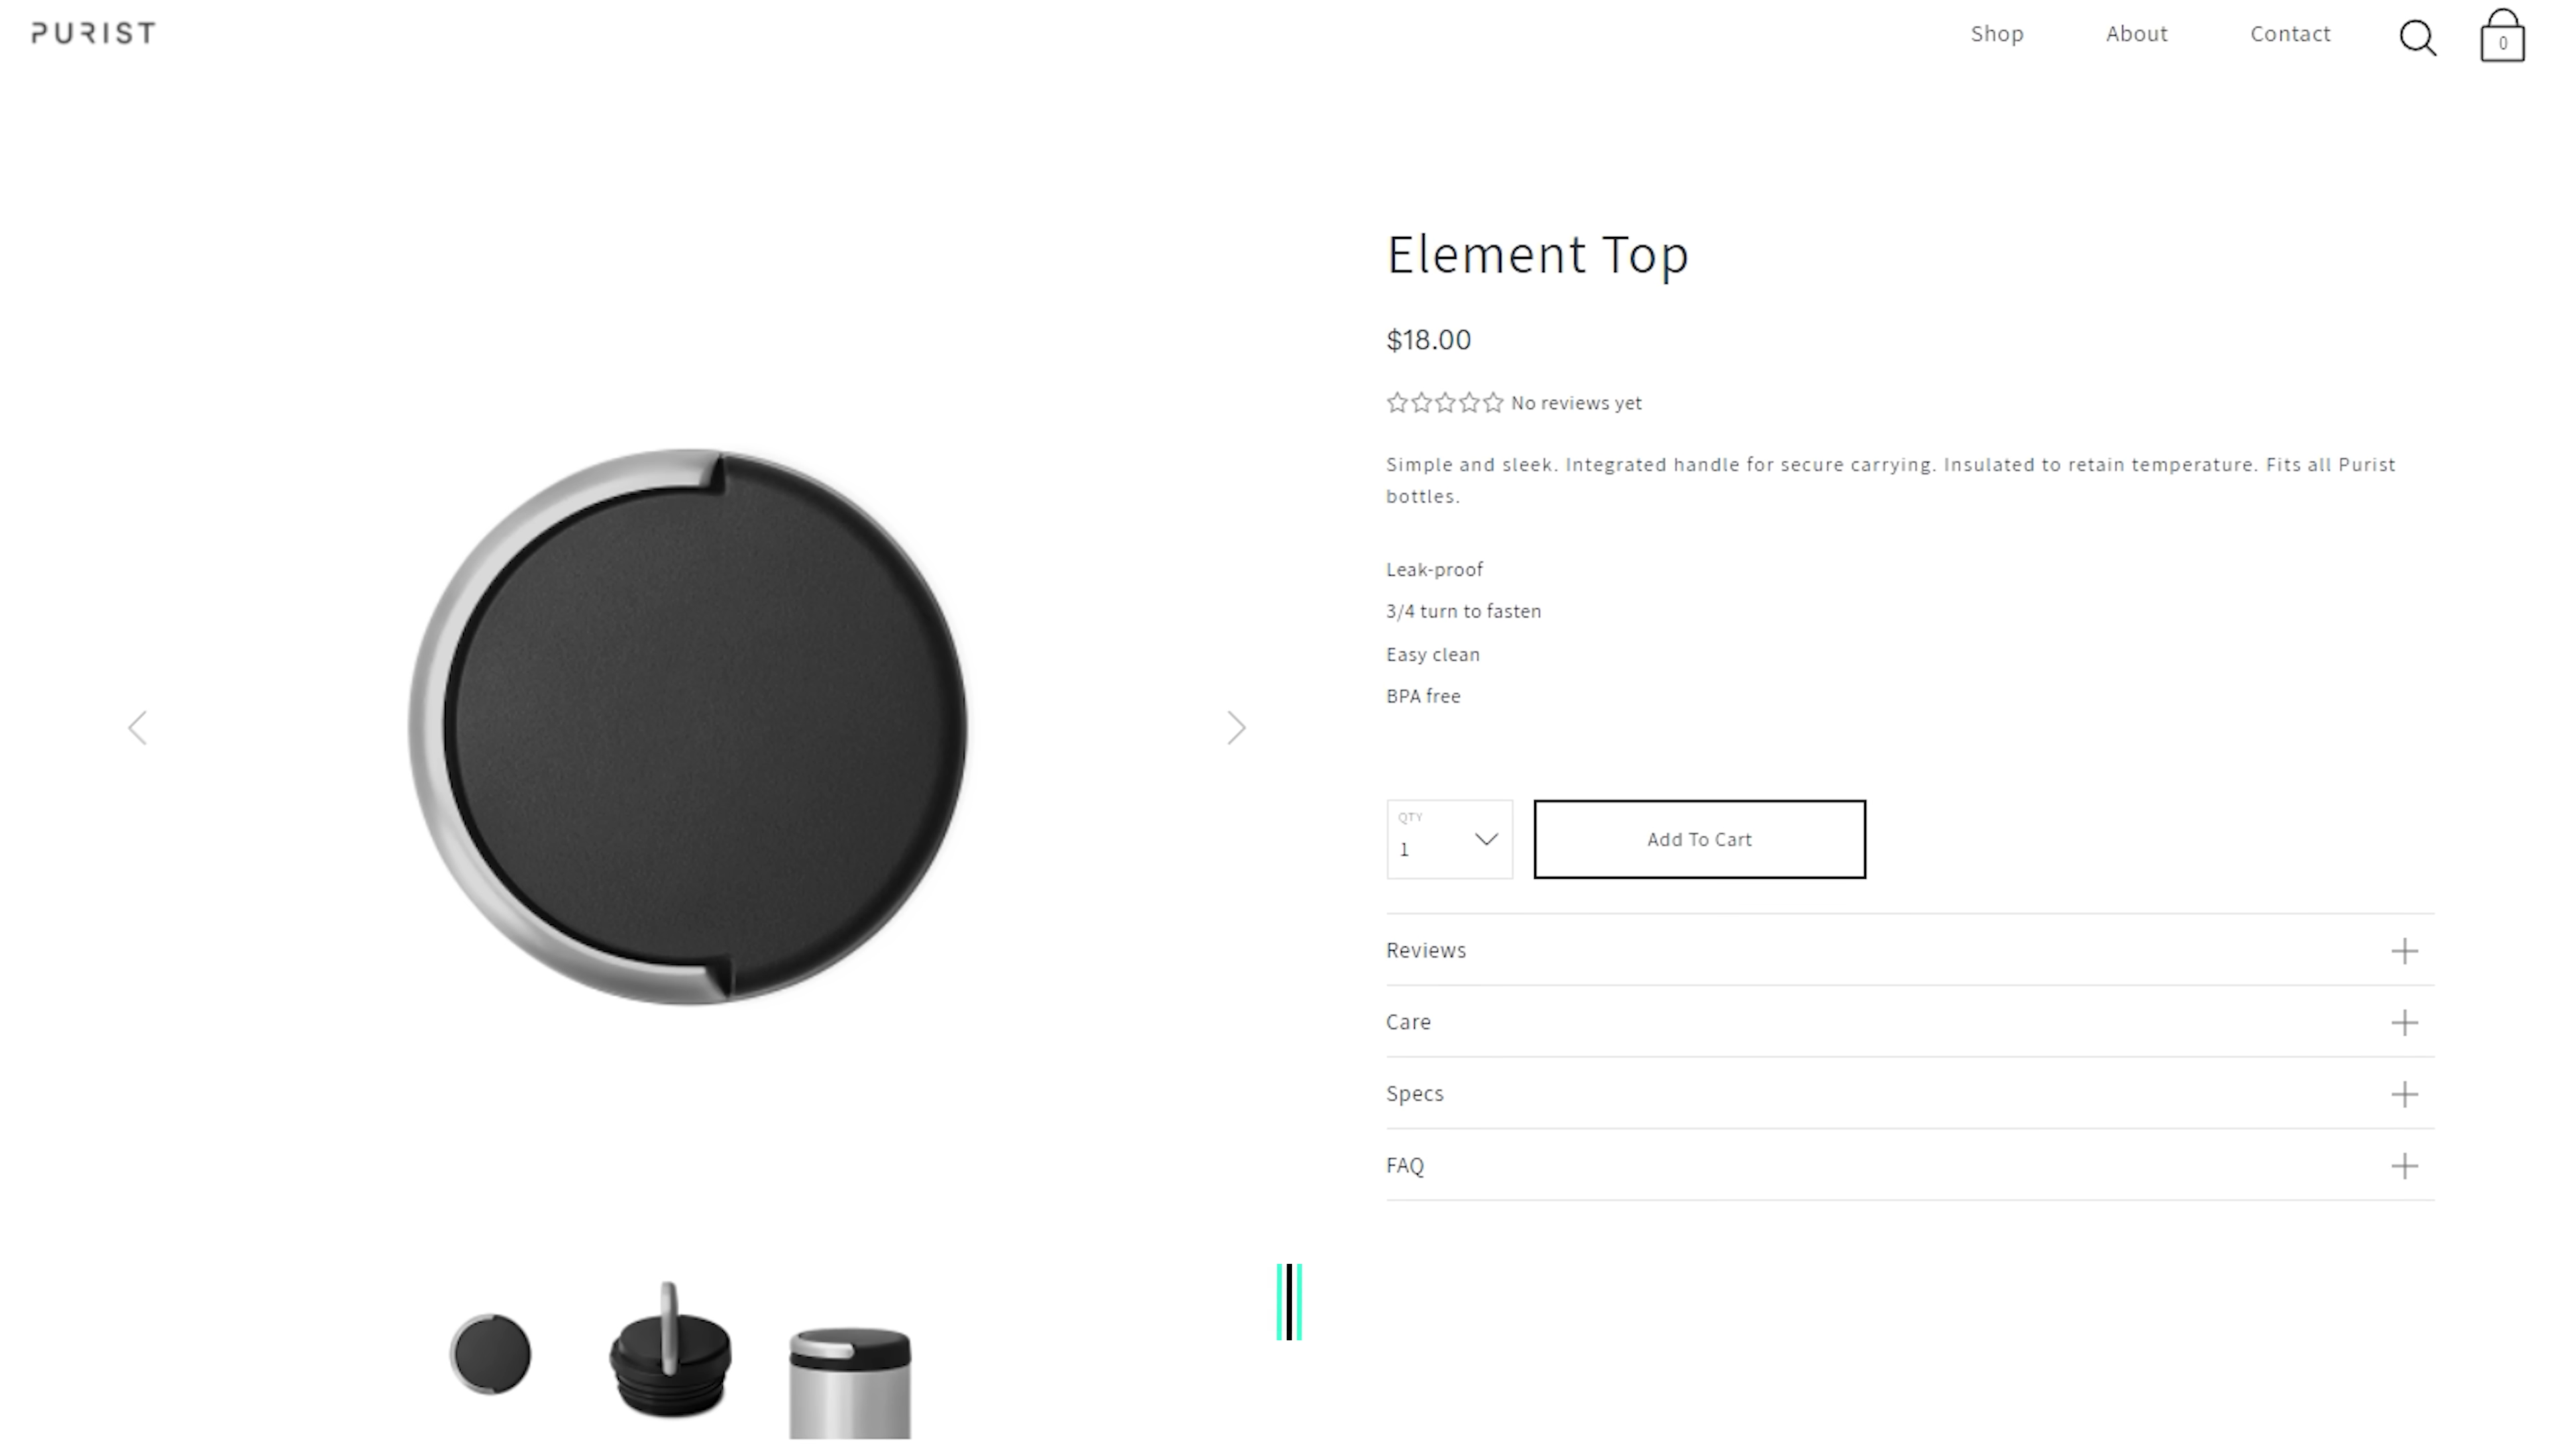 PURIST
Shop
About
Contact
0
Element Top
$18.00
No reviews yet
Simple and sleek. Integrated handle for secure carrying. Insulated to retain temperature. Fits all Purist
bottles.
Leak-proof
3/4 turn to fasten
Easy clean
BPA free
QTY
1
Add To Cart
Reviews
Care
Specs
FAQ